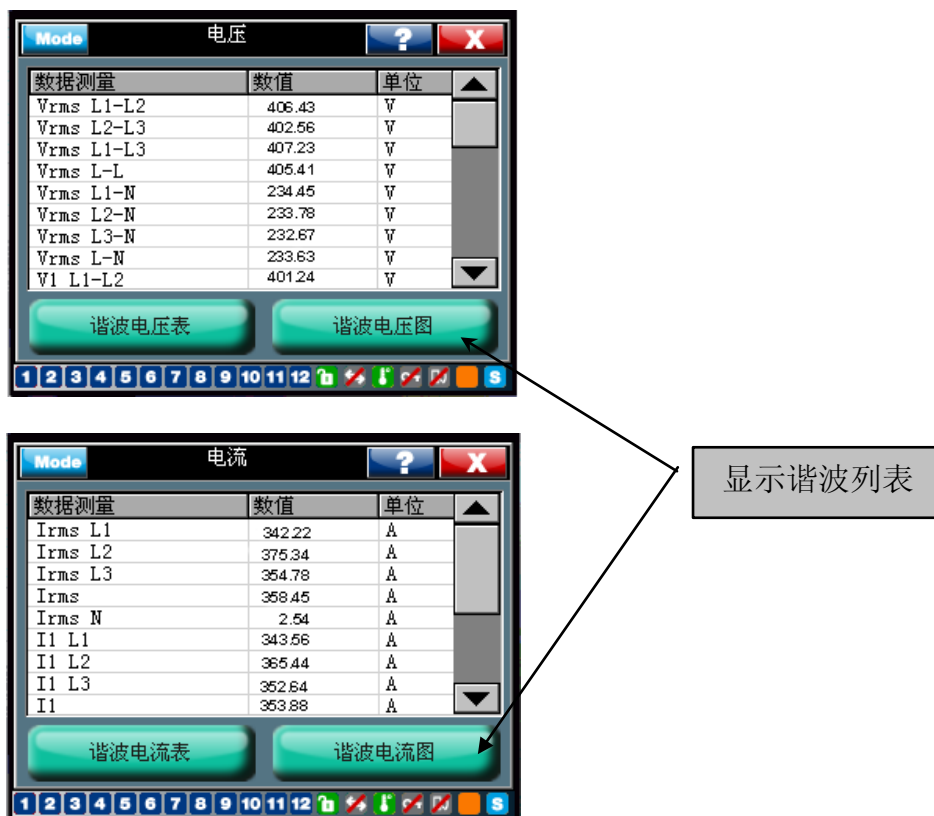 Mode 电压 ? X
数据测量 数值 单位
Vrms L1-L2 406.43 V
Vrms L2-L3 402.56 V
Vrms L1-L3 407.23 V
Vrms L-L 405.41 V
Vrms L1-N 234.45 V
Vrms L2-N 233.78 V
Vrms L3-N 232.67 V
Vrms L-N 233.63 V
V1 L1-L2 401.24 V
谐波电压表 谐波电压图
1 2 3 4 5 6 7 8 9 10 11 12 S
显示谐波列表
Mode 电流 ? X
数据测量 数值 单位
Irms L1 342.22 A
Irms L2 375.34 A
Irms L3 354.78 A
Irms 358.45 A
Irms N 2.54 A
I1 L1 343.56 A
I1 L2 365.44 A
I1 L3 352.64 A
I1 353.88 A
谐波电流表 谐波电流图
1 2 3 4 5 6 7 8 9 10 11 12 S